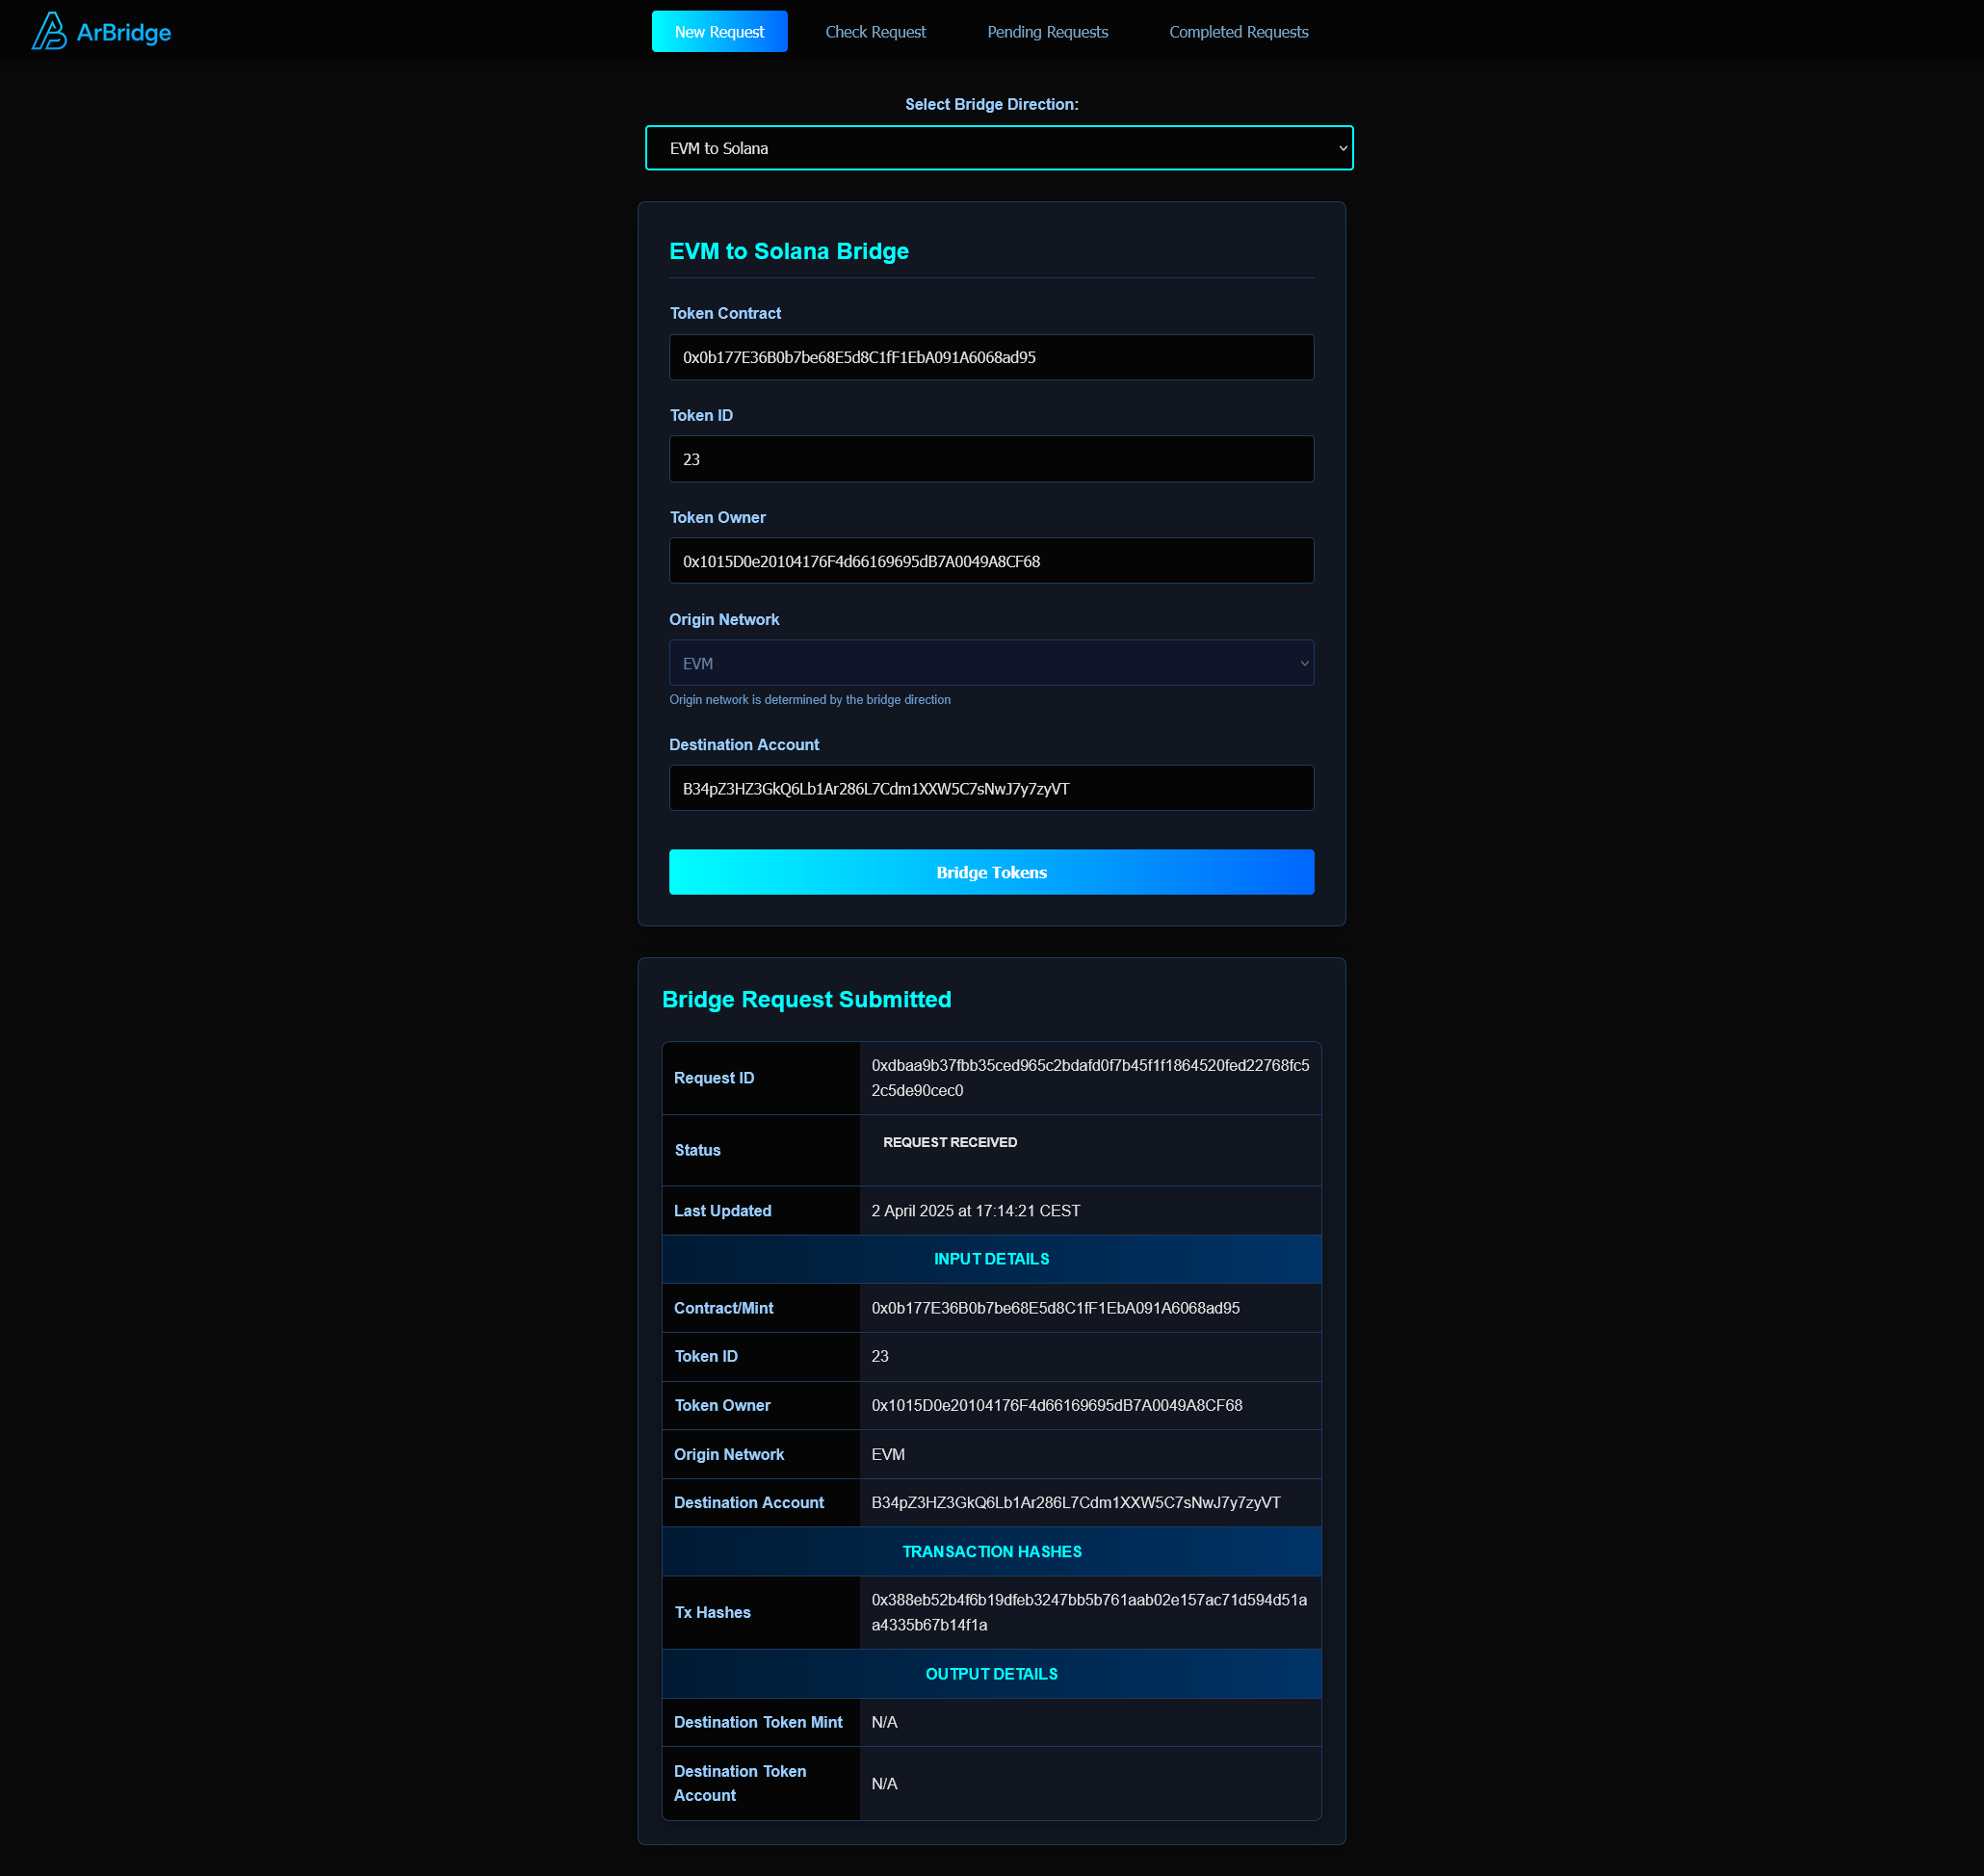 ArBridge
New Request
Check Request
Pending Requests
Completed Requests
Select Bridge Direction:
EVM to Solana
EVM to Solana Bridge
Token Contract
0x0b177E36B0b7be68E5d8C1fF1EbA091A6068ad95
Token ID
23
Token Owner
0x1015D0e20104176F4d66169695dB7A0049A8CF68
Origin Network
EVM
Origin network is determined by the bridge direction
Destination Account
B34pZ3HZ3GkQ6Lb1Ar286L7Cdm1XXW5C7sNwJ7y7zyVT
Bridge Tokens
Bridge Request Submitted
Request ID
0xdbaa9b37fbb35ced965c2bdafd0f7b45f1f1864520fed22768fc5
2c5de90cec0
Status
REQUEST RECEIVED
Last Updated
2 April 2025 at 17:14:21 CEST
INPUT DETAILS
Contract/Mint
0x0b177E36B0b7be68E5d8C1fF1EbA091A6068ad95
Token ID
23
Token Owner
0x1015D0e20104176F4d66169695dB7A0049A8CF68
Origin Network
EVM
Destination Account
B34pZ3HZ3GkQ6Lb1Ar286L7Cdm1XXW5C7sNwJ7y7zyVT
TRANSACTION HASHES
Tx Hashes
0x388eb52b4f6b19dfeb3247bb5b761aab02e157ac71d594d51a
a4335b67b14f1a
OUTPUT DETAILS
Destination Token Mint
N/A
Destination Token
Account
N/A